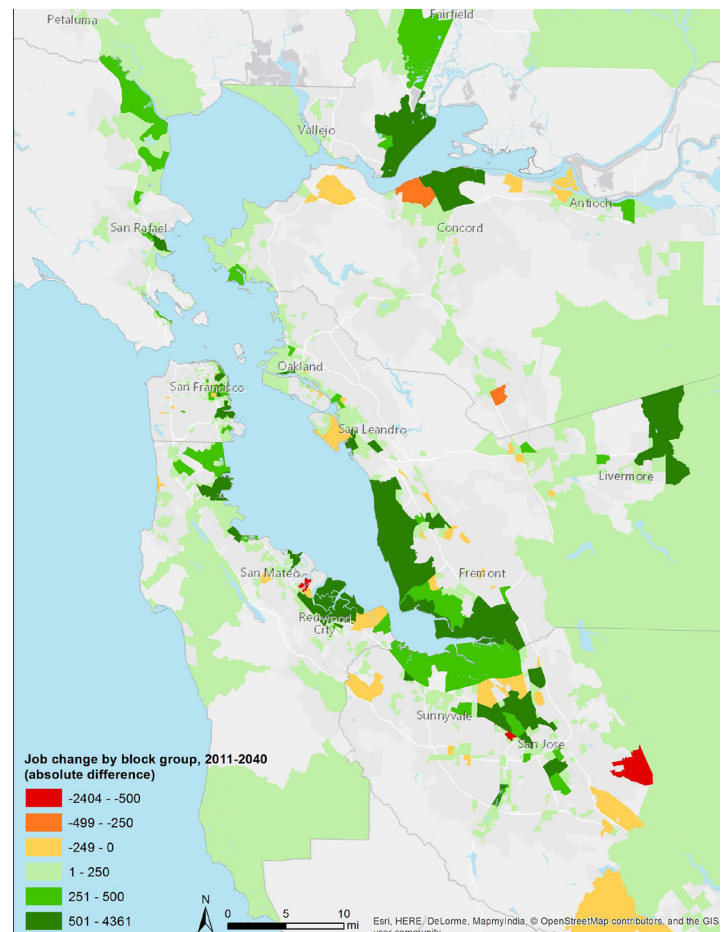 Petaluma
Fairfield
Vallejo
San Rafael
Concord
Antioch
Oakland
San Francisco
San Leandro
Livermore
San Mateo
Fremont
Redwood
City
Sunnyvale
San Jose
Job change by block group, 2011-2040
(absolute difference)
-2404 - -500
-499 - -250
-249 - 0
1 - 250
251 - 500
501 - 4361
N
0 5 10
mi
Esri, HERE, DeLorme, MapmyIndia, © OpenStreetMap contributors, and the GIS
user community